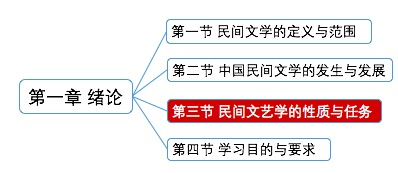 第一章 绪论
第一节 民间文学的定义与范围
第二节 中国民间文学的发生与发展
第三节 民间文艺学的性质与任务
第四节 学习目的与要求